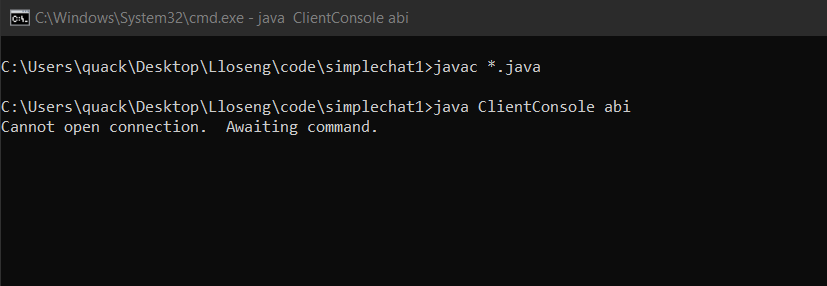 C:\Windows\System32\cmd.exe - java  ClientConsole abi
C:\Users\quack\Desktop\Lloseng\code\simplechat1>javac *.java
C:\Users\quack\Desktop\Lloseng\code\simplechat1>java ClientConsole abi
Cannot open connection.  Awaiting command.